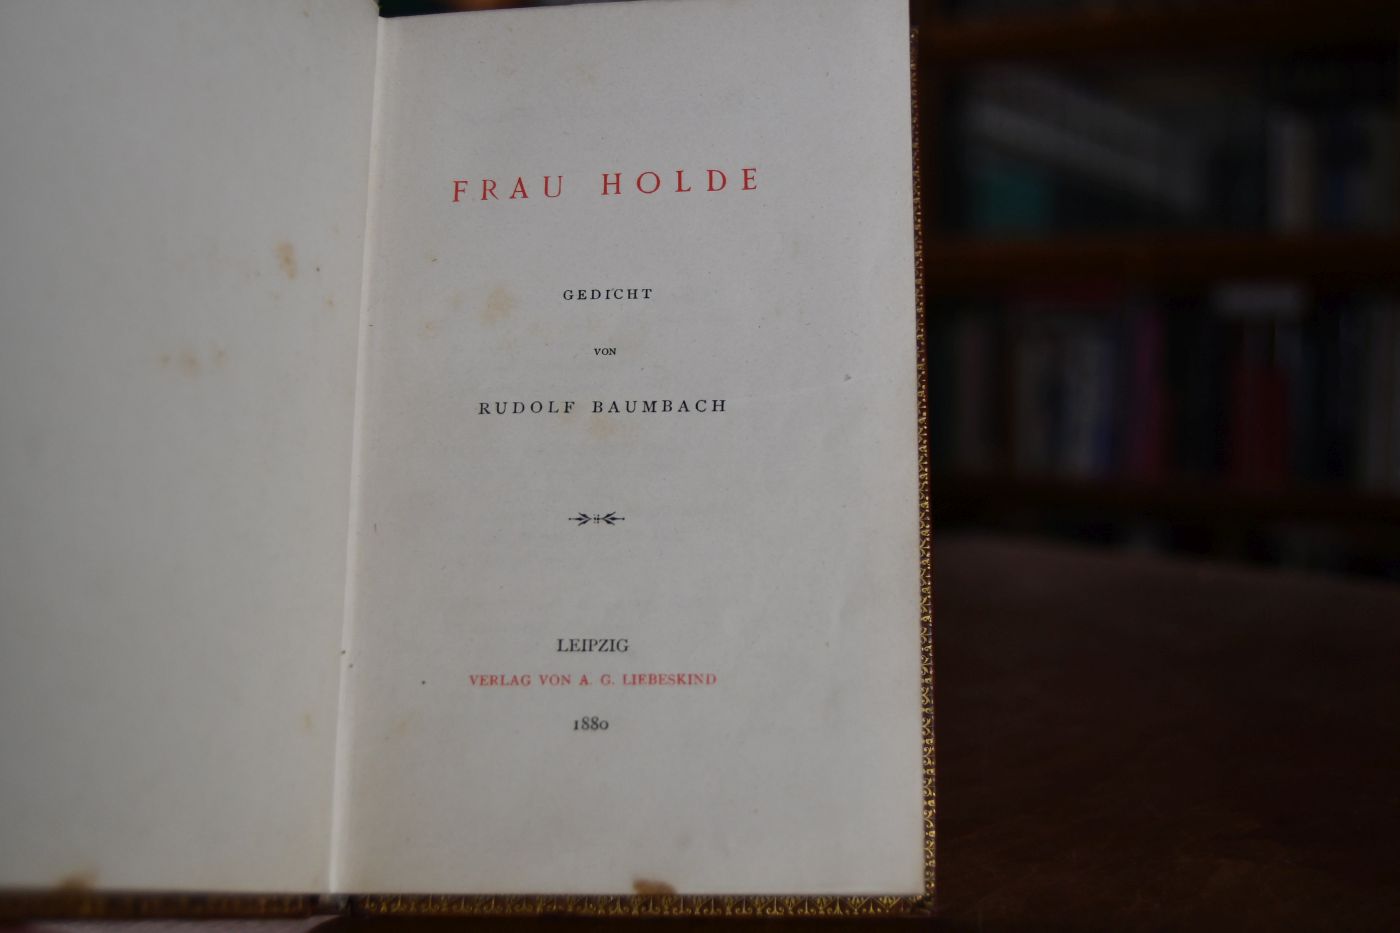 FRAU HOLDE
GEDICHT
VON
RUDOLF BAUMBACH
LEIPZIG
VERLAG VON A. G. LIEBESKIND
1880